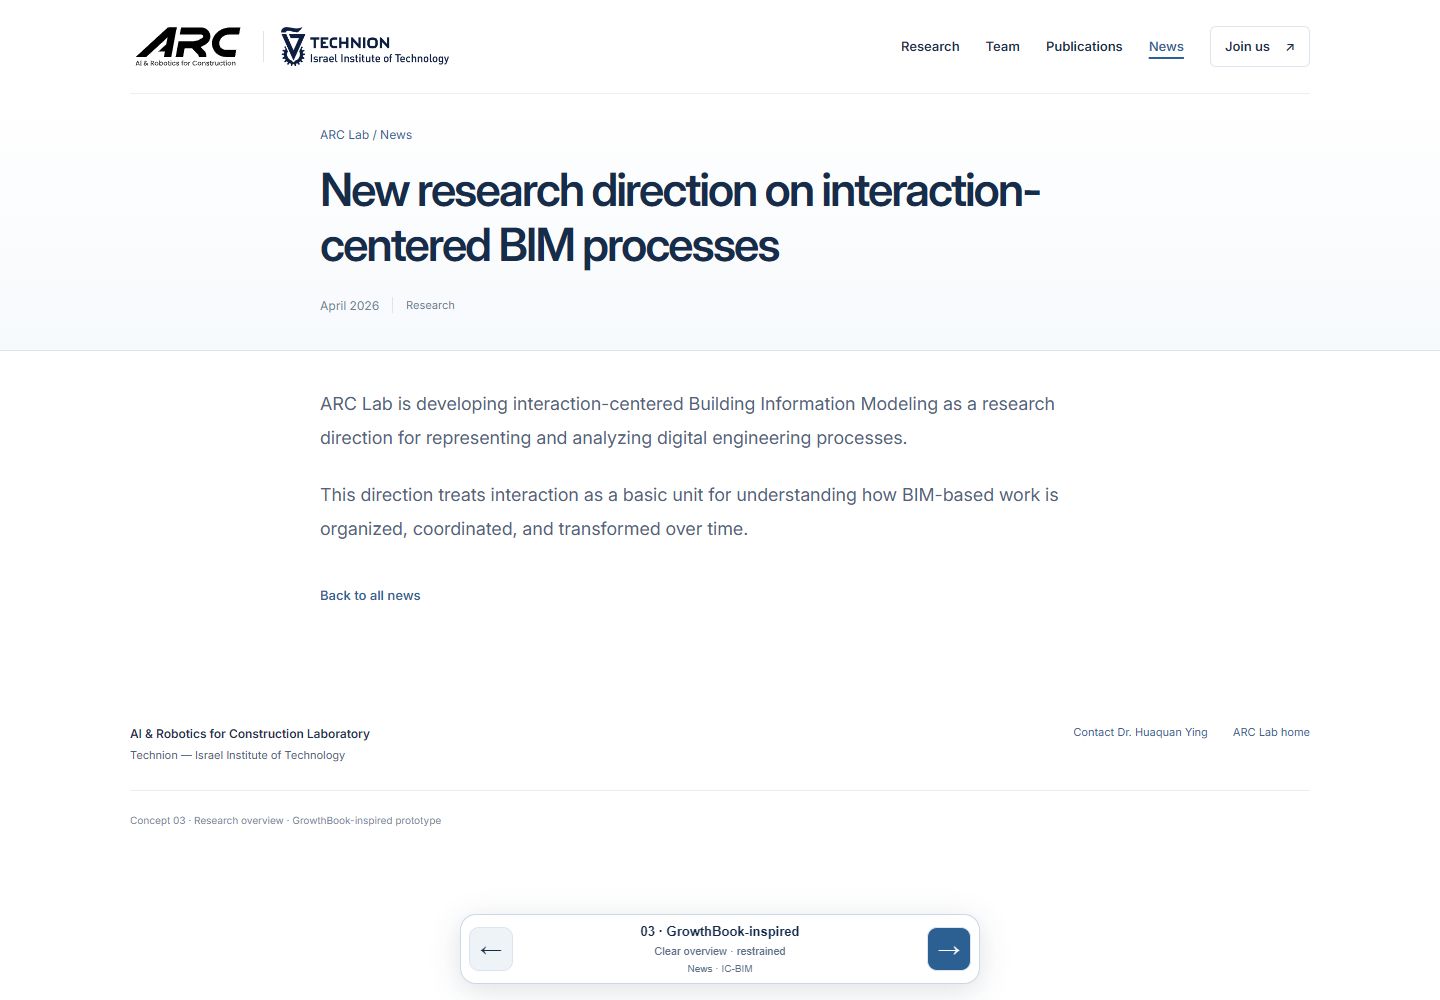 ARC
AI & Robotics for Construction
TECHNION
Israel Institute of Technology
Research
Team
Publications
News
Join us
ARC Lab / News
New research direction on interaction-
centered BIM processes
April 2026
Research
ARC Lab is developing interaction-centered Building Information Modeling as a research
direction for representing and analyzing digital engineering processes.
This direction treats interaction as a basic unit for understanding how BIM-based work is
organized, coordinated, and transformed over time.
Back to all news
AI & Robotics for Construction Laboratory
Technion — Israel Institute of Technology
Contact Dr. Huaquan Ying
ARC Lab home
Concept 03 · Research overview · GrowthBook-inspired prototype
03 · GrowthBook-inspired
Clear overview · restrained
News · IC-BIM